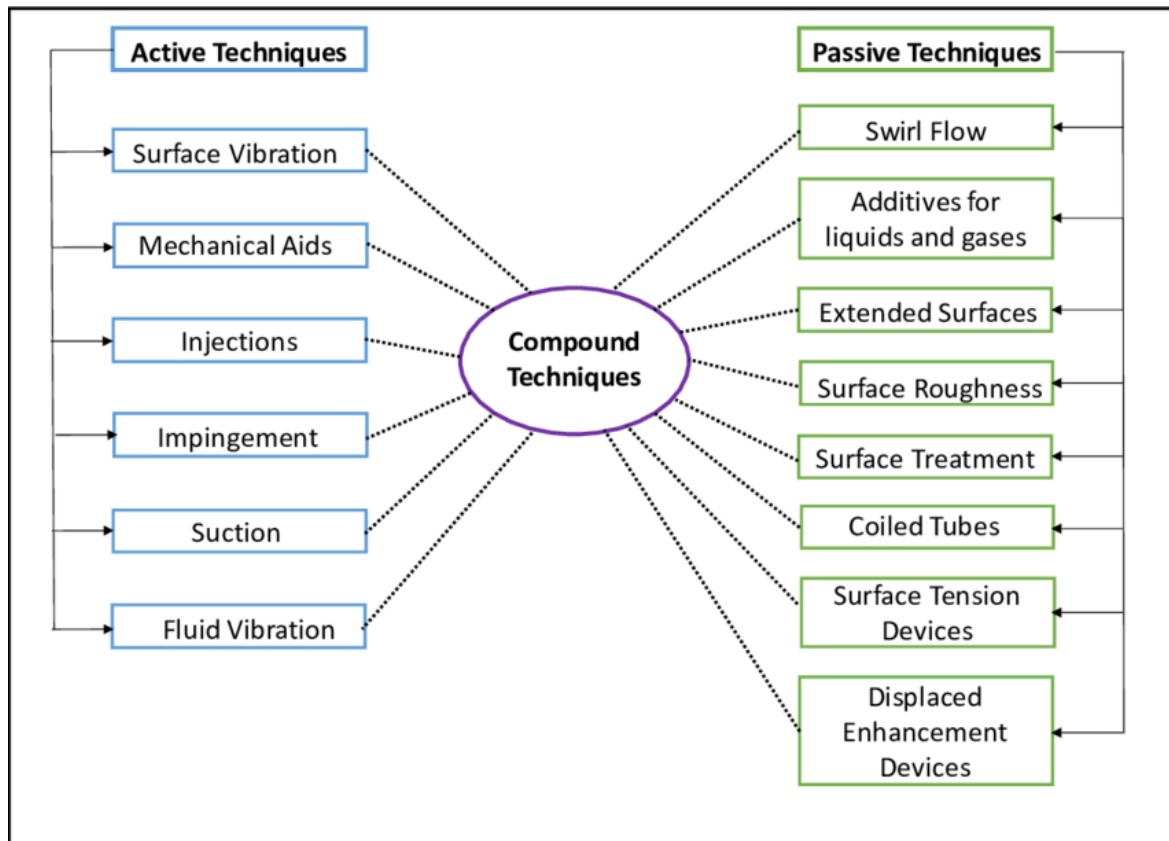 Active Techniques
Surface Vibration
Mechanical Aids
Injections
Impingement
Suction
Fluid Vibration
Compound
Techniques
Passive Techniques
Swirl Flow
Additives for
liquids and gases
Extended Surfaces
Surface Roughness
Surface Treatment
Coiled Tubes
Surface Tension
Devices
Displaced
Enhancement
Devices